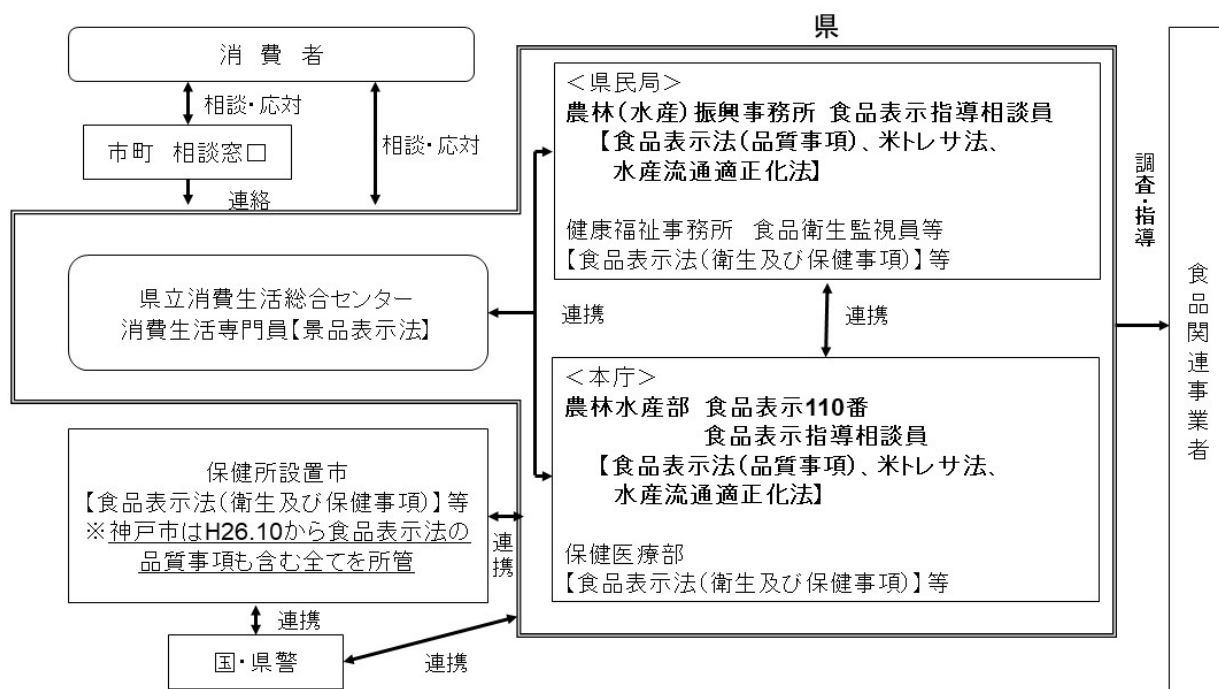 県
消 費 者
相談・応対
市町 相談窓口
相談・応対
連絡
県立消費生活総合センター
消費生活専門員【景品表示法】
連携
<県民局>
農林(水産)振興事務所 食品表示指導相談員
【食品表示法(品質事項)、米トレサ法、
水産流通適正化法】
健康福祉事務所 食品衛生監視員等
【食品表示法(衛生及び保健事項)】等
連携
<本庁>
農林水産部 食品表示110番
食品表示指導相談員
【食品表示法(品質事項)、米トレサ法、
水産流通適正化法】
保健医療部
【食品表示法(衛生及び保健事項)】等
調査・指導
食品関連事業者
保健所設置市
【食品表示法(衛生及び保健事項)】等
※神戸市はH26.10から食品表示法の
品質事項も含む全てを所管
連携
連携
国・県警
連携